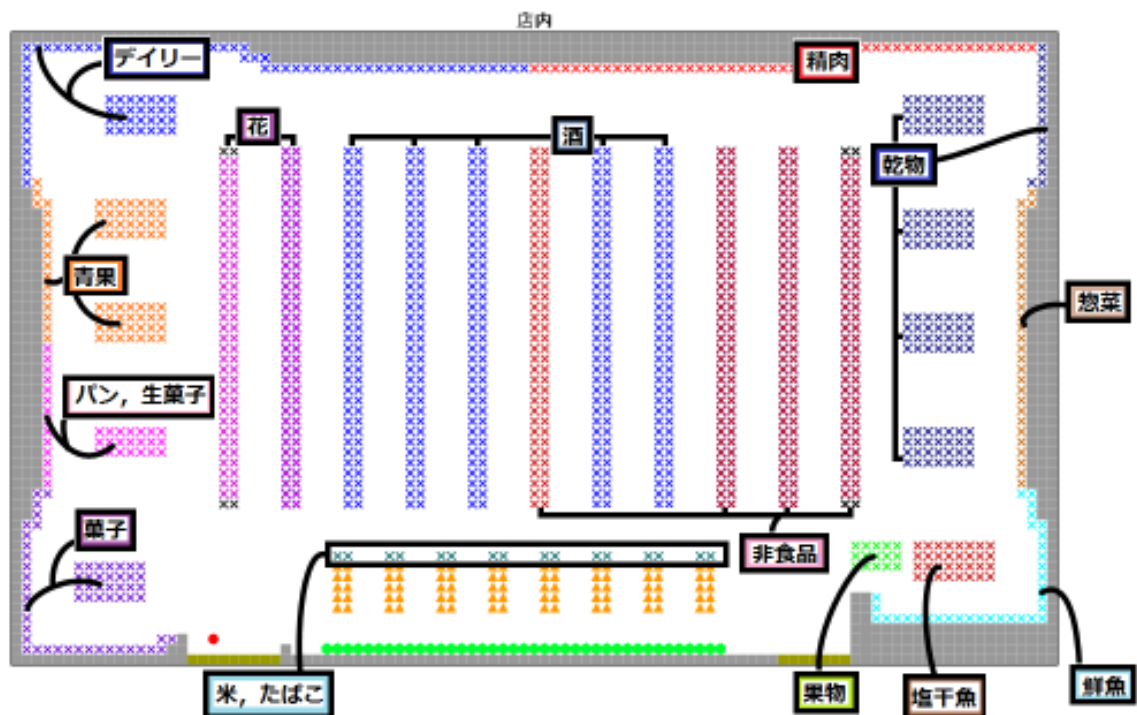 店内
デイリー
精肉
花
酒
乾物
青果
惣菜
パン，生菓子
菓子
非食品
米，たばこ
果物
塩干魚
鮮魚